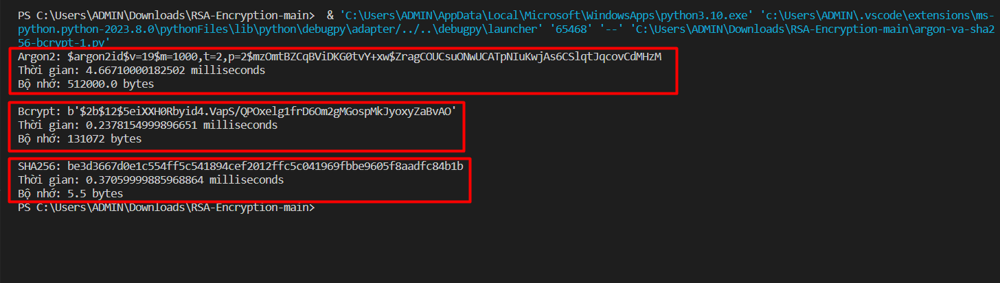 PS C:\Users\ADMIN\Downloads\RSA-Encryption-main>  & 'C:\Users\ADMIN\AppData\Local\Microsoft\WindowsApps\python3.10.exe' 'c:\Users\ADMIN\.vscode\extensions\ms-
python.python-2023.8.0\pythonFiles\lib\python\debugpy\adapter/../..\debugpy\launcher' '65468' '--' 'C:\Users\ADMIN\Downloads\RSA-Encryption-main\argon-va-sha2
56-bcrypt-1.py'
Argon2: $argon2id$v=19$m=1000,t=2,p=2$mzOmtBZCqBViDKG0tvY+xw$ZragCOUCsuONwUCATpNIuKwjAs6CSlqtJqcovCdMHzM
Thời gian: 4.66710000182502 milliseconds
Bộ nhớ: 512000.0 bytes
Bcrypt: b'$2b$12$5eiXXH0Rbyid4.VapS/QPOxelg1frD6Om2gMGospMkJyoxyZaBvAO'
Thời gian: 0.2378154999896651 milliseconds
Bộ nhớ: 131072 bytes
SHA256: be3d3667d0e1c554ff5c541894cef2012ffc5c041969fbbe9605f8aadfc84b1b
Thời gian: 0.37059999885968864 milliseconds
Bộ nhớ: 5.5 bytes
PS C:\Users\ADMIN\Downloads\RSA-Encryption-main>